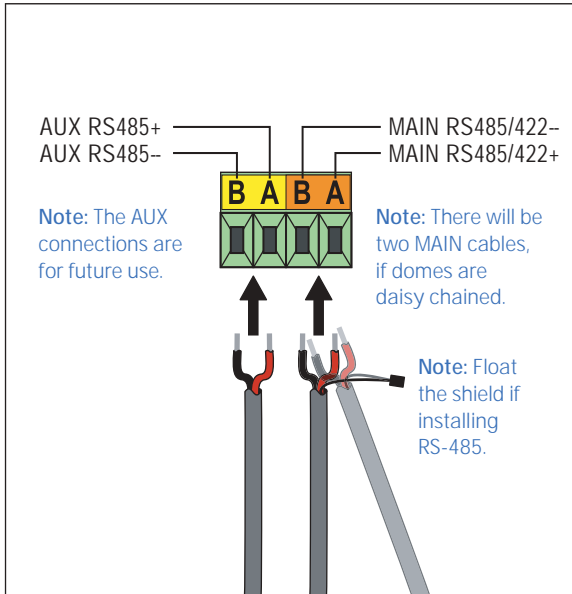 AUX RS485+
AUX RS485--
MAIN RS485/422--
MAIN RS485/422+
B A B A
Note: The AUX
connections are
for future use.
Note: There will be
two MAIN cables,
if domes are
daisy chained.
Note: Float
the shield if
installing
RS-485.